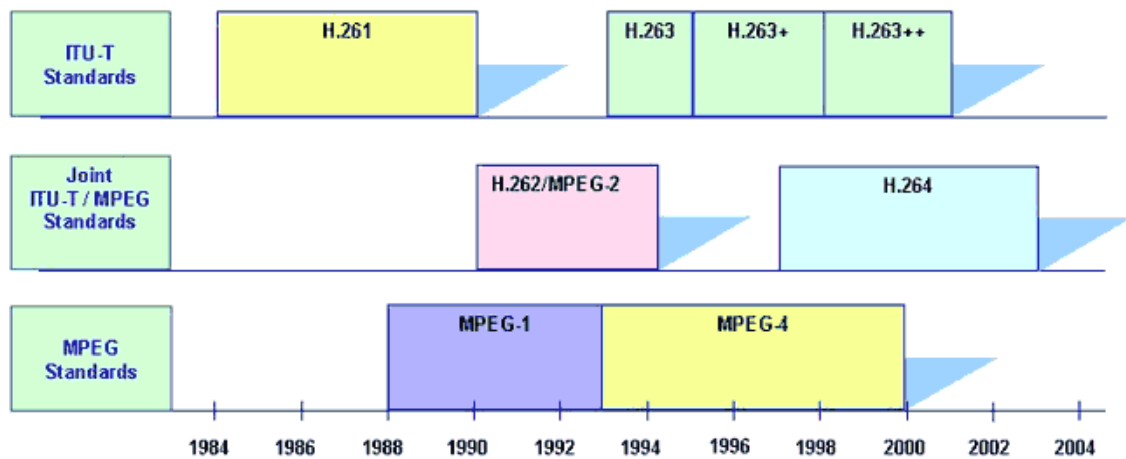 ITU-T
Standards
H.261
H.263
H.263+
H.263++
Joint
ITU-T / MPEG
Standards
H.262/MPEG-2
H.264
MPEG
Standards
MPEG-1
MPEG-4
1984
1986
1988
1990
1992
1994
1996
1998
2000
2002
2004